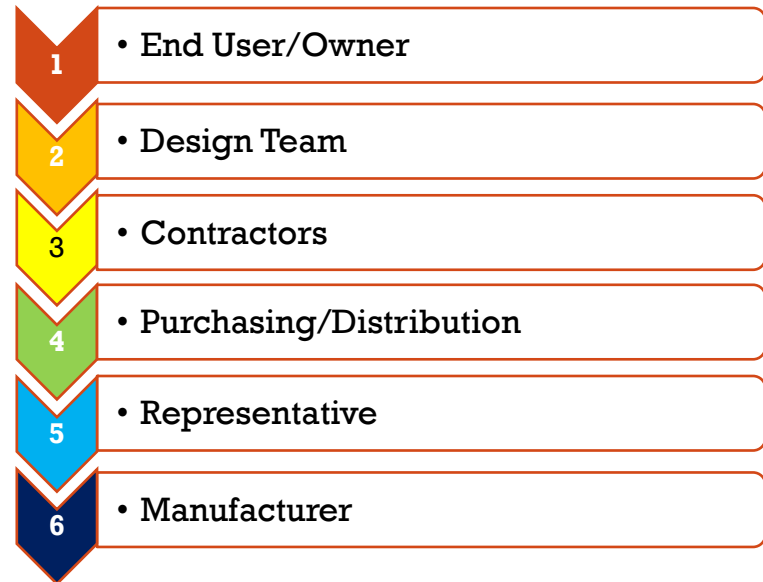 1 • End User/Owner
2 • Design Team
3 • Contractors
4 • Purchasing/Distribution
5 • Representative
6 • Manufacturer